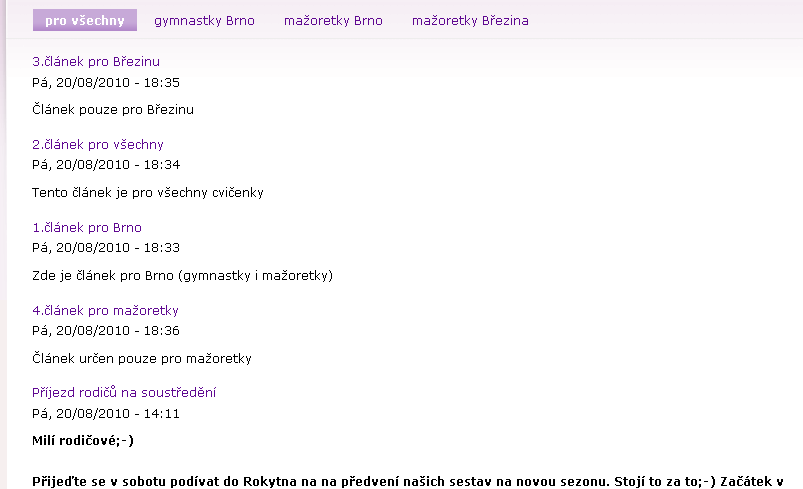 pro všechny gymnastky Brno mažoretky Brno mažoretky Březina
3.článek pro Březinu
Pá, 20/08/2010 - 18:35
Článek pouze pro Březinu
2.článek pro všechny
Pá, 20/08/2010 - 18:34
Tento článek je pro všechny cvičenky
1.článek pro Brno
Pá, 20/08/2010 - 18:33
Zde je článek pro Brno (gymnastky i mažoretky)
4.článek pro mažoretky
Pá, 20/08/2010 - 18:36
Článek určen pouze pro mažoretky
Příjezd rodičů na soustředění
Pá, 20/08/2010 - 14:11
Milí rodičové;-)
Přijeďte se v sobotu podívat do Rokytna na na předvení našich sestav na novou sezonu. Stojí to za to;-) Začátek v